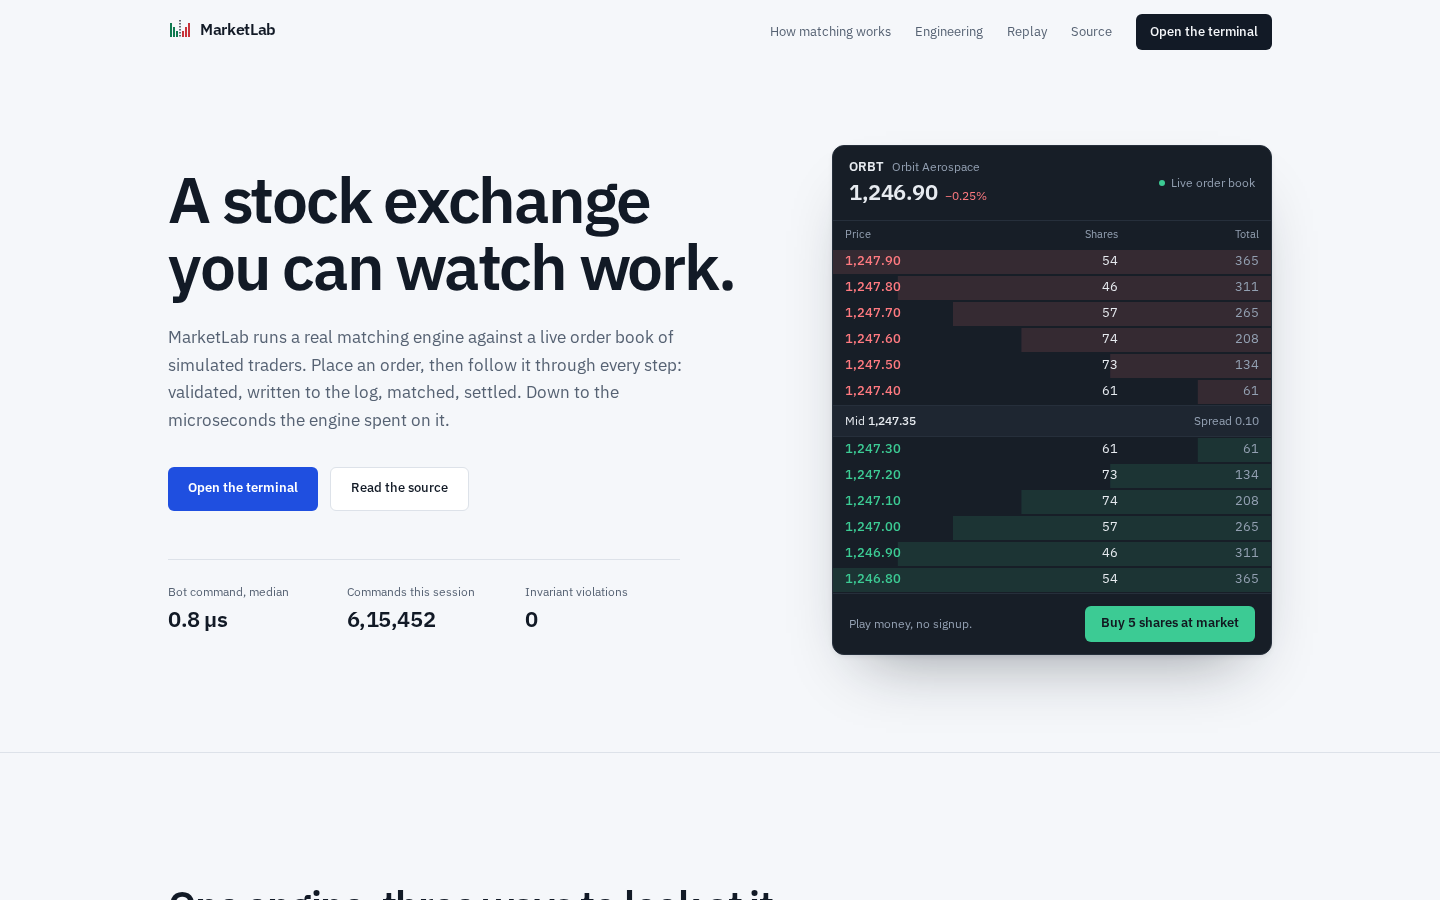 MarketLab
How matching works Engineering Replay Source Open the terminal
A stock exchange
you can watch work.
MarketLab runs a real matching engine against a live order book of
simulated traders. Place an order, then follow it through every step:
validated, written to the log, matched, settled. Down to the
microseconds the engine spent on it.
Open the terminal Read the source
Bot command, median Commands this session Invariant violations
0.8 µs 6,15,452 0
ORBT Orbit Aerospace
1,246.90 −0.25%
Live order book
Price Shares Total
1,247.90 54 365
1,247.80 46 311
1,247.70 57 265
1,247.60 74 208
1,247.50 73 134
1,247.40 61 61
Mid 1,247.35 Spread 0.10
1,247.30 61 61
1,247.20 73 134
1,247.10 74 208
1,247.00 57 265
1,246.90 46 311
1,246.80 54 365
Play money, no signup. Buy 5 shares at market
One engine, three ways to look at it